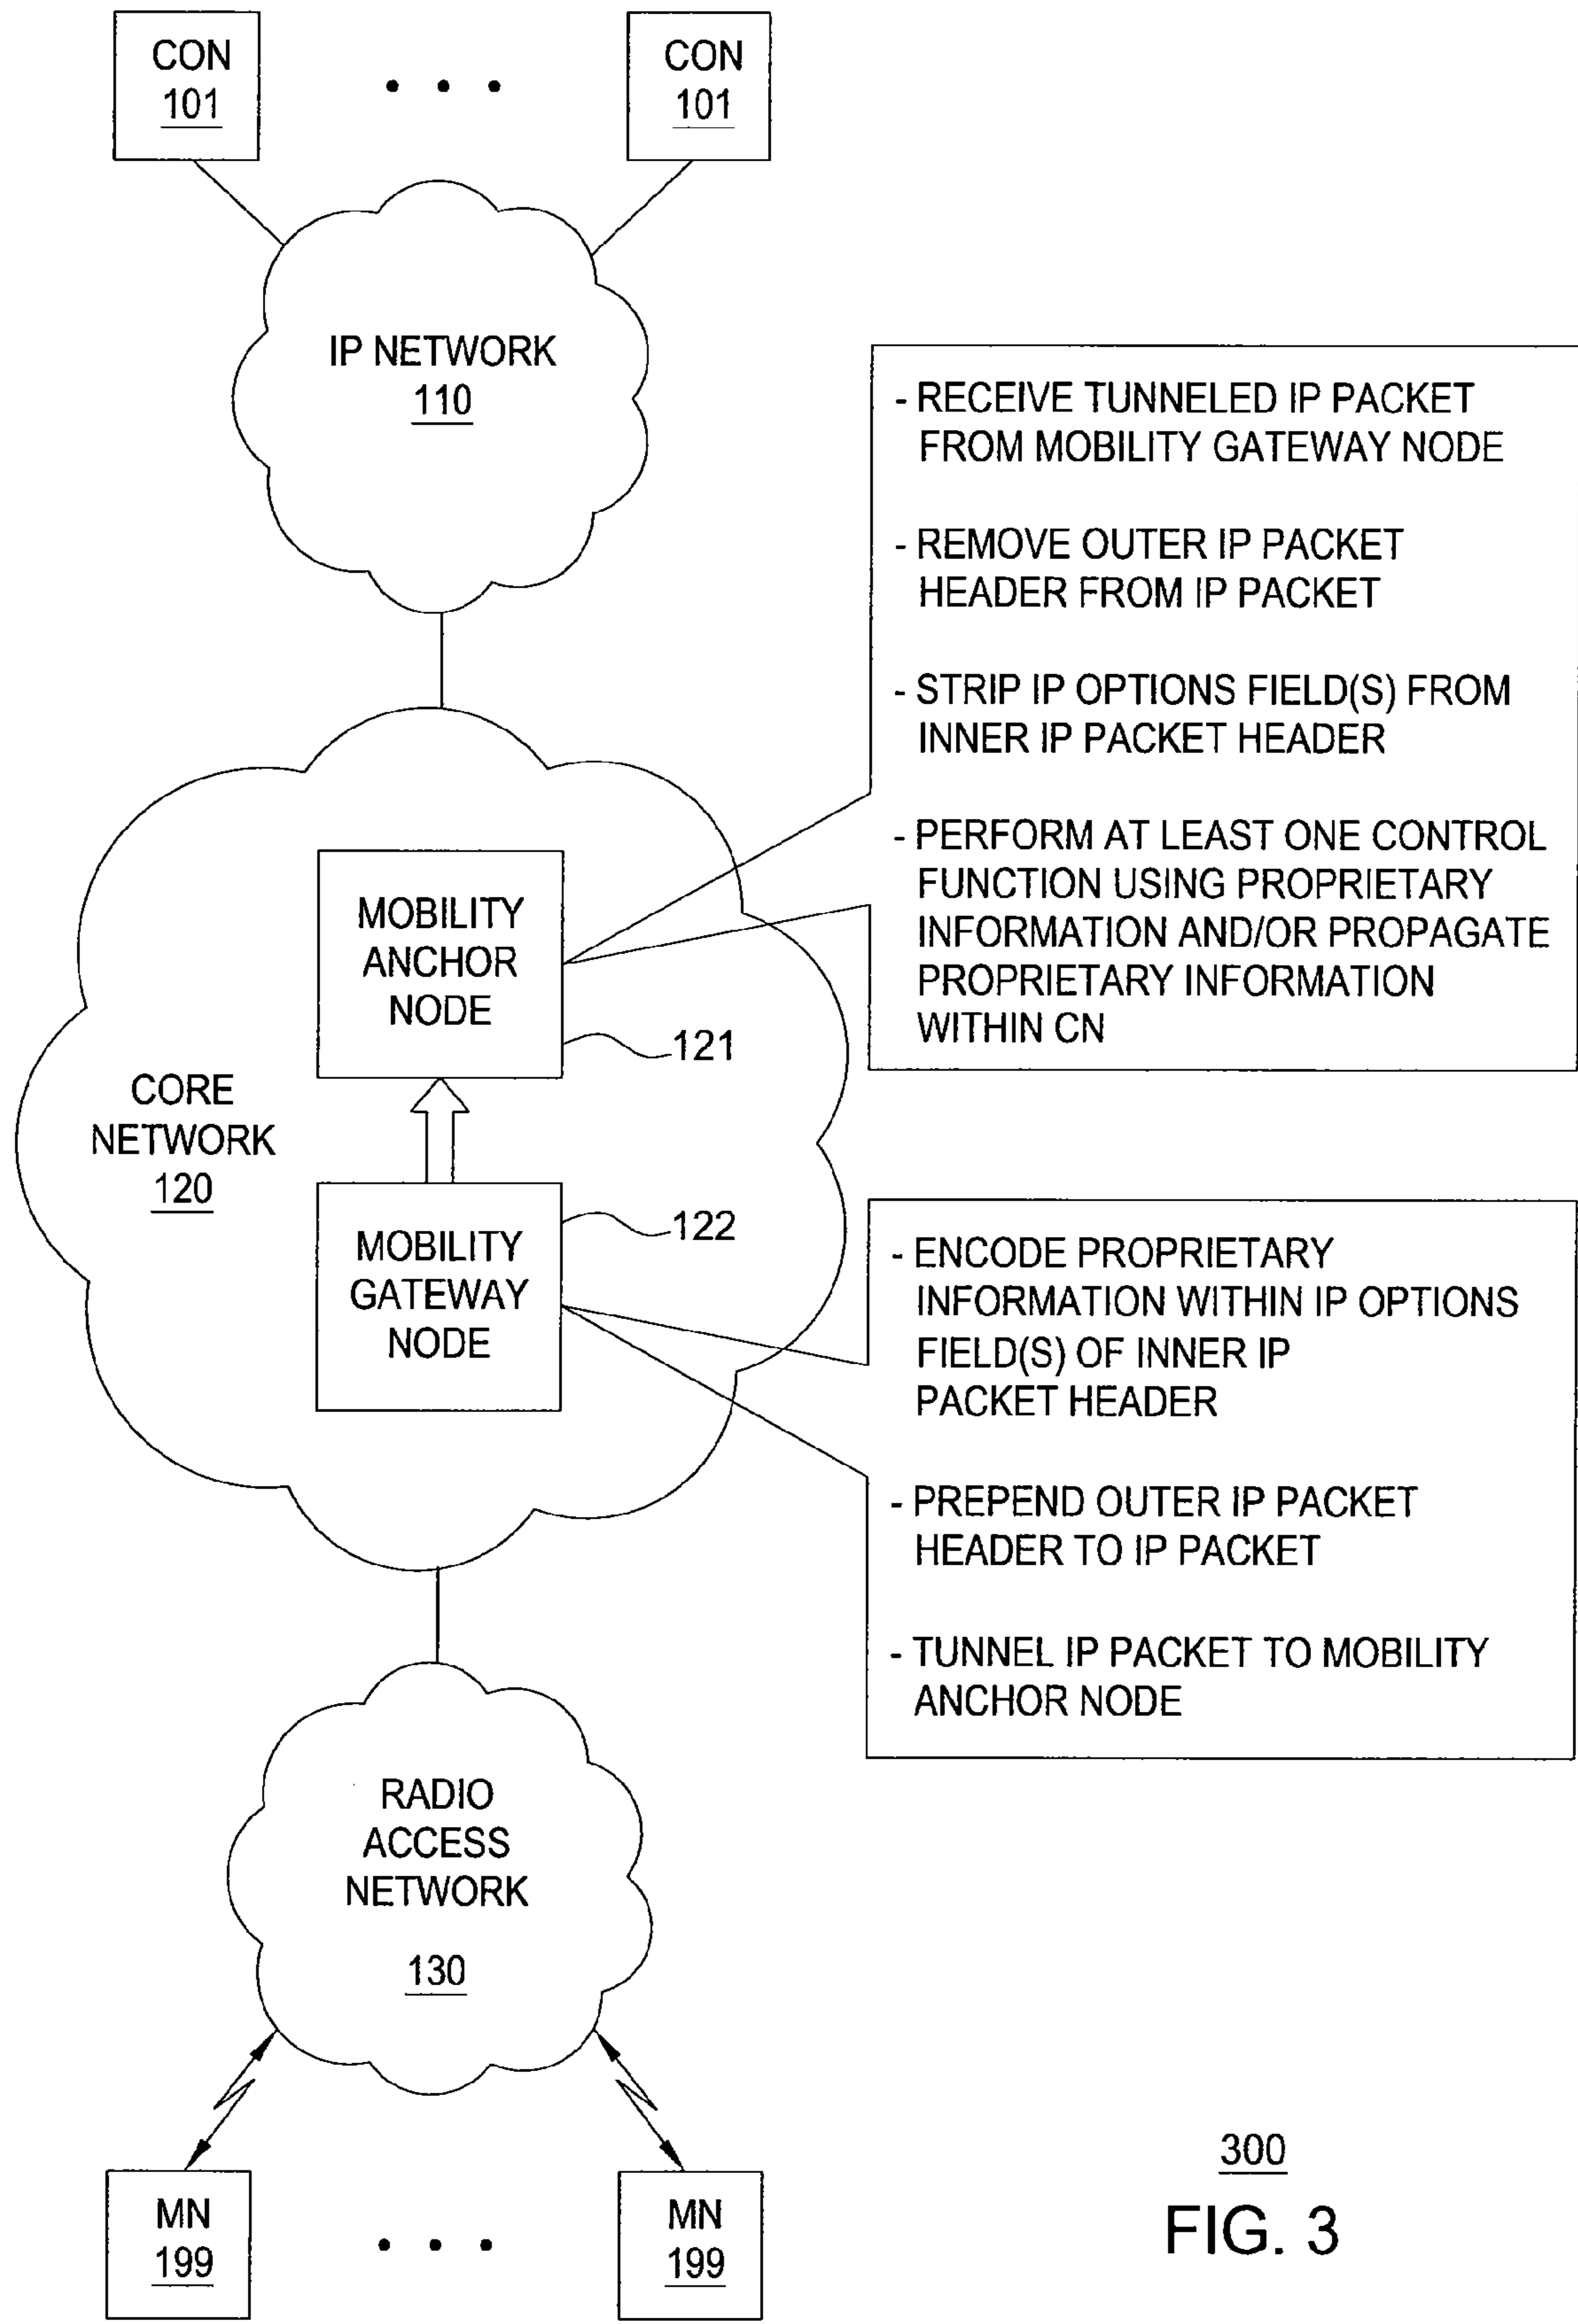 CON
101
CON
101
IP NETWORK
110
- RECEIVE TUNNELED IP PACKET
FROM MOBILITY GATEWAY NODE
- REMOVE OUTER IP PACKET
HEADER FROM IP PACKET
- STRIP IP OPTIONS FIELD(S) FROM
INNER IP PACKET HEADER
- PERFORM AT LEAST ONE CONTROL
FUNCTION USING PROPRIETARY
INFORMATION AND/OR PROPAGATE
PROPRIETARY INFORMATION
WITHIN CN
MOBILITY
ANCHOR
NODE
121
CORE
NETWORK
120
MOBILITY
GATEWAY
NODE
122
- ENCODE PROPRIETARY
INFORMATION WITHIN IP OPTIONS
FIELD(S) OF INNER IP
PACKET HEADER
- PREPEND OUTER IP PACKET
HEADER TO IP PACKET
- TUNNEL IP PACKET TO MOBILITY
ANCHOR NODE
RADIO
ACCESS
NETWORK
130
MN
199
MN
199
300
FIG. 3